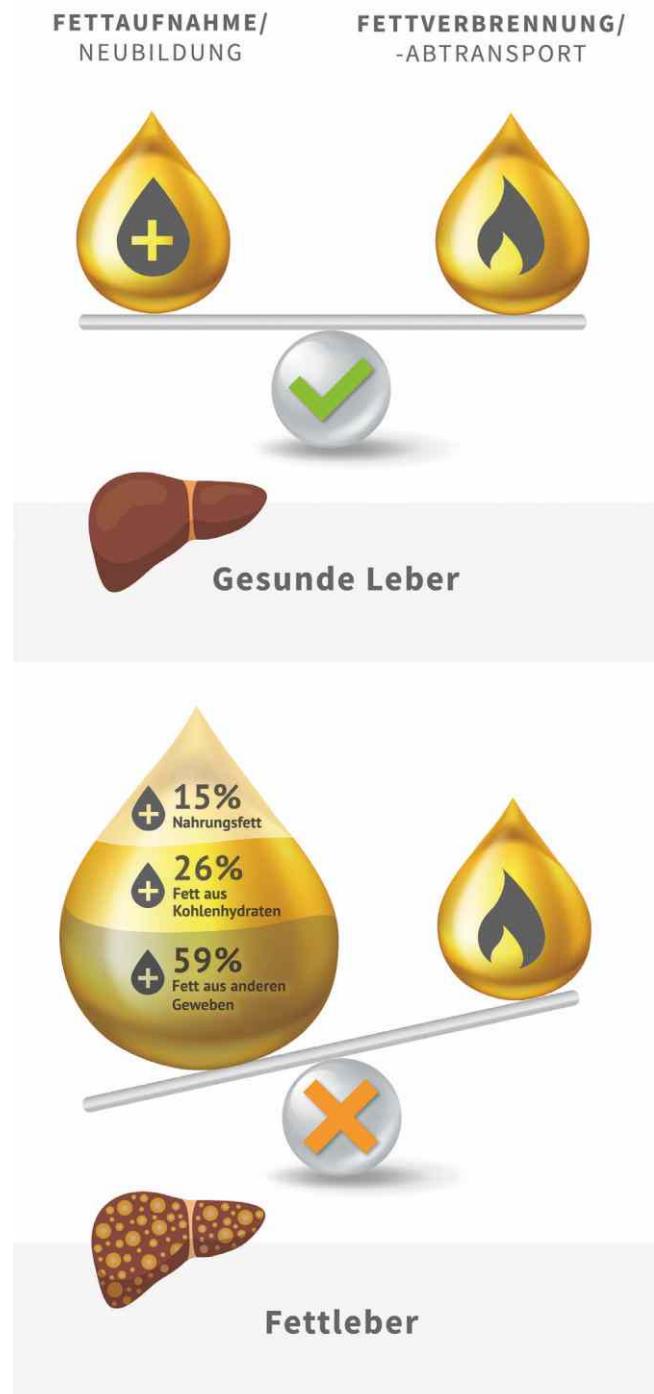 FETTAUFNAHME/
NEUBILDUNG
FETTVERBRENNUNG/
-ABTRANSPORT
Gesunde Leber
15%
Nahrungsfett
26%
Fett aus
Kohlenhydraten
59%
Fett aus anderen
Geweben
Fettleber